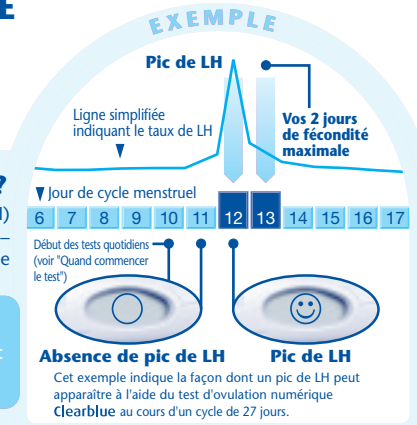 E
EXEMPLE
Pic de LH
Ligne simplifiée
indiquant le taux de LH
Vos 2 jours
de fécondité
maximale
?
)
–
e
Jour de cycle menstruel
6 7 8 9 10 11 12 13 14 15 16 17
Début des tests quotidiens
(voir "Quand commencer
le test")
Absence de pic de LH
Pic de LH
Cet exemple indique la façon dont un pic de LH peut
apparaître à l'aide du test d'ovulation numérique
Clearblue au cours d'un cycle de 27 jours.